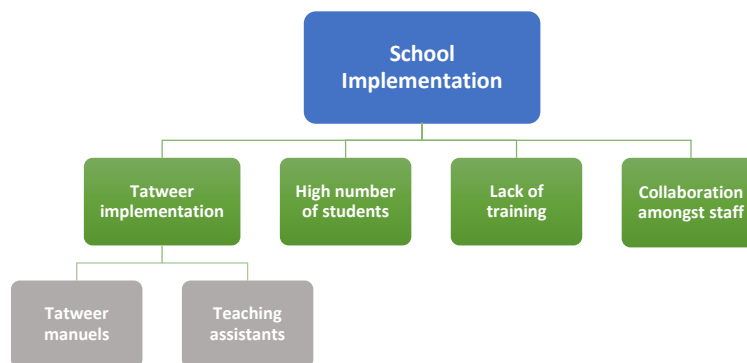 School
Implementation
Tatweer
implementation
High number
of students
Lack of
training
Collaboration
amongst staff
Tatweer
manuels
Teaching
assistants